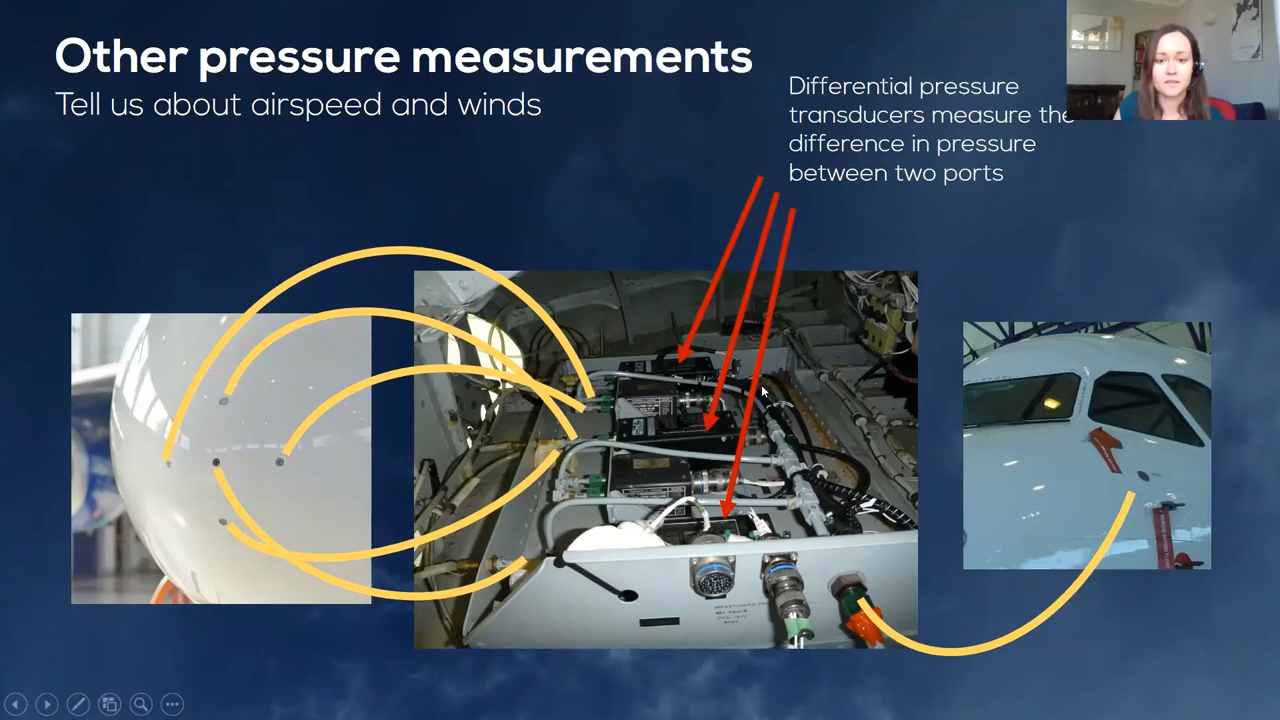 Other pressure measurements
Tell us about airspeed and winds
Differential pressure
transducers measure the
difference in pressure
between two ports